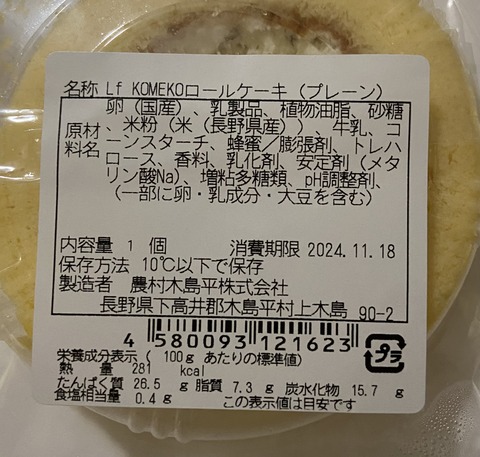 名称 Lf KOMEKOロールケーキ（プレーン）
原材料名
卵（国産）、乳製品、植物油脂、砂糖
、米粉（米（長野県産））、牛乳、コ
ーンスターチ、蜂蜜／膨張剤、トレハ
ロース、香料、乳化剤、安定剤（メタ
リン酸Na）、増粘多糖類、pH調整剤、
（一部に卵・乳成分・大豆を含む）
内容量 1 個 消費期限 2024.11.18
保存方法 10℃以下で保存
製造者 農村木島平株式会社
長野県下高井郡木島平村上木島 90-2
4 580093 121623
プラ
栄養成分表示（ 100g あたりの標準値）
熱 量 281 kcal
たんぱく質 26.5 g 脂質 7.3 g 炭水化物 15.7 g
食塩相当量 0.4 g この表示値は目安です